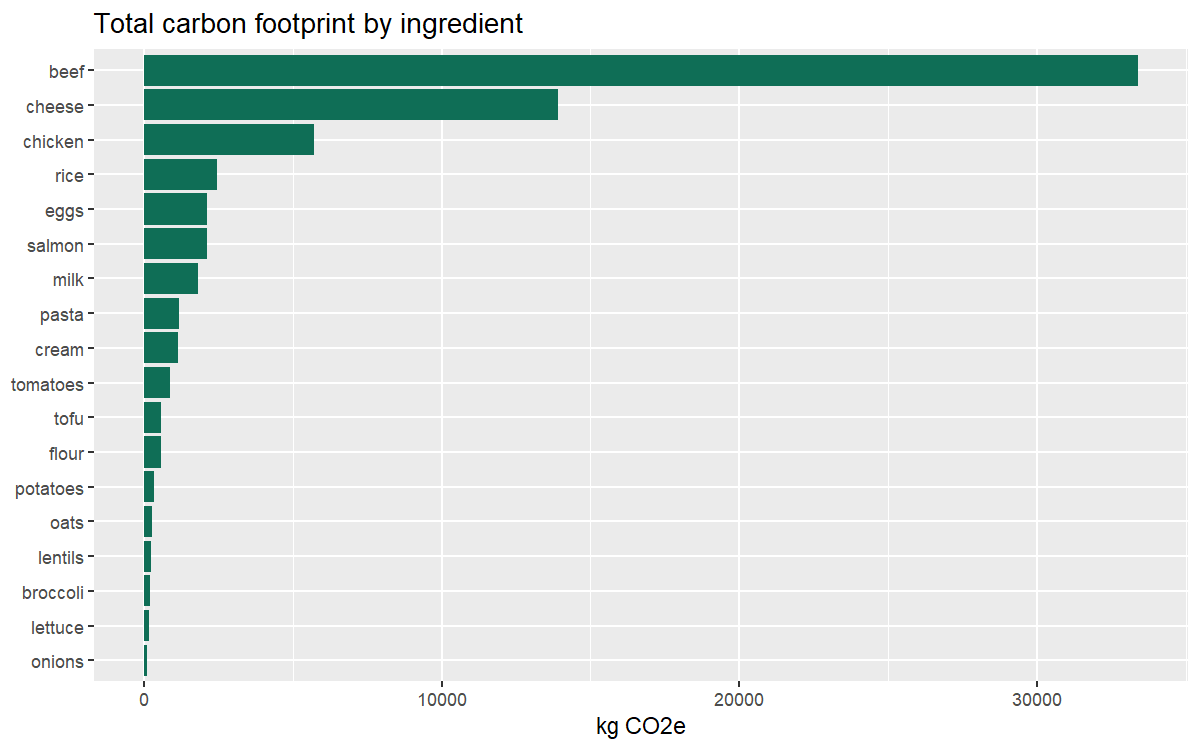 Total carbon footprint by ingredient
beef
cheese
chicken
rice
eggs
salmon
milk
pasta
cream
tomatoes
tofu
flour
potatoes
oats
lentils
broccoli
lettuce
onions
0 10000 20000 30000
kg CO2e